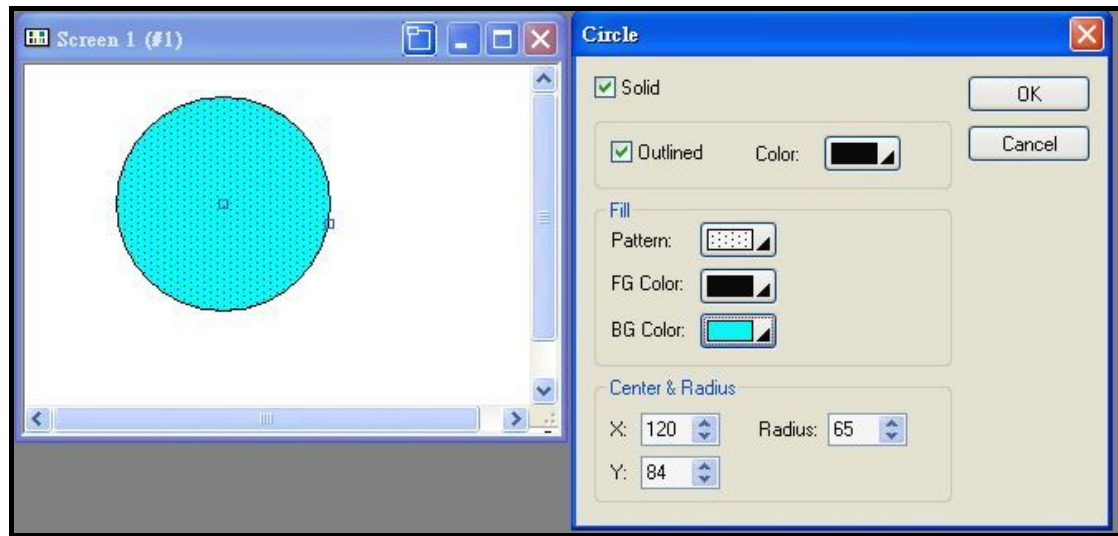 Screen 1 (#1)
Circle
Solid
OK
Outlined
Color:
Cancel
Fill
Pattern:
FG Color:
BG Color:
Center & Radius
X: 120
Radius: 65
Y: 84